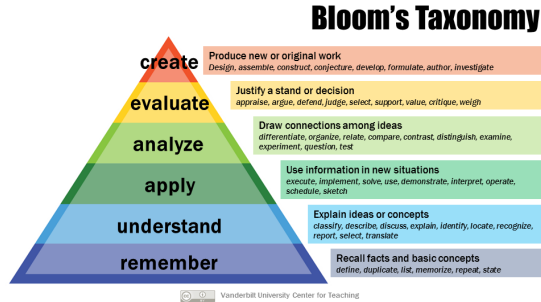 Bloom's Taxonomy
create
Produce new or original work
Design, assemble, construct, conjecture, develop, formulate, author, investigate
evaluate
Justify a stand or decision
appraise, argue, defend, judge, select, support, value, critique, weigh
analyze
Draw connections among ideas
differentiate, organize, relate, compare, contrast, distinguish, examine,
experiment, question, test
apply
Use information in new situations
execute, implement, solve, use, demonstrate, interpret, operate,
schedule, sketch
understand
Explain ideas or concepts
classify, describe, discuss, explain, identify, locate, recognize,
report, select, translate
remember
Recall facts and basic concepts
define, duplicate, list, memorize, repeat, state
Vanderbilt University Center for Teaching